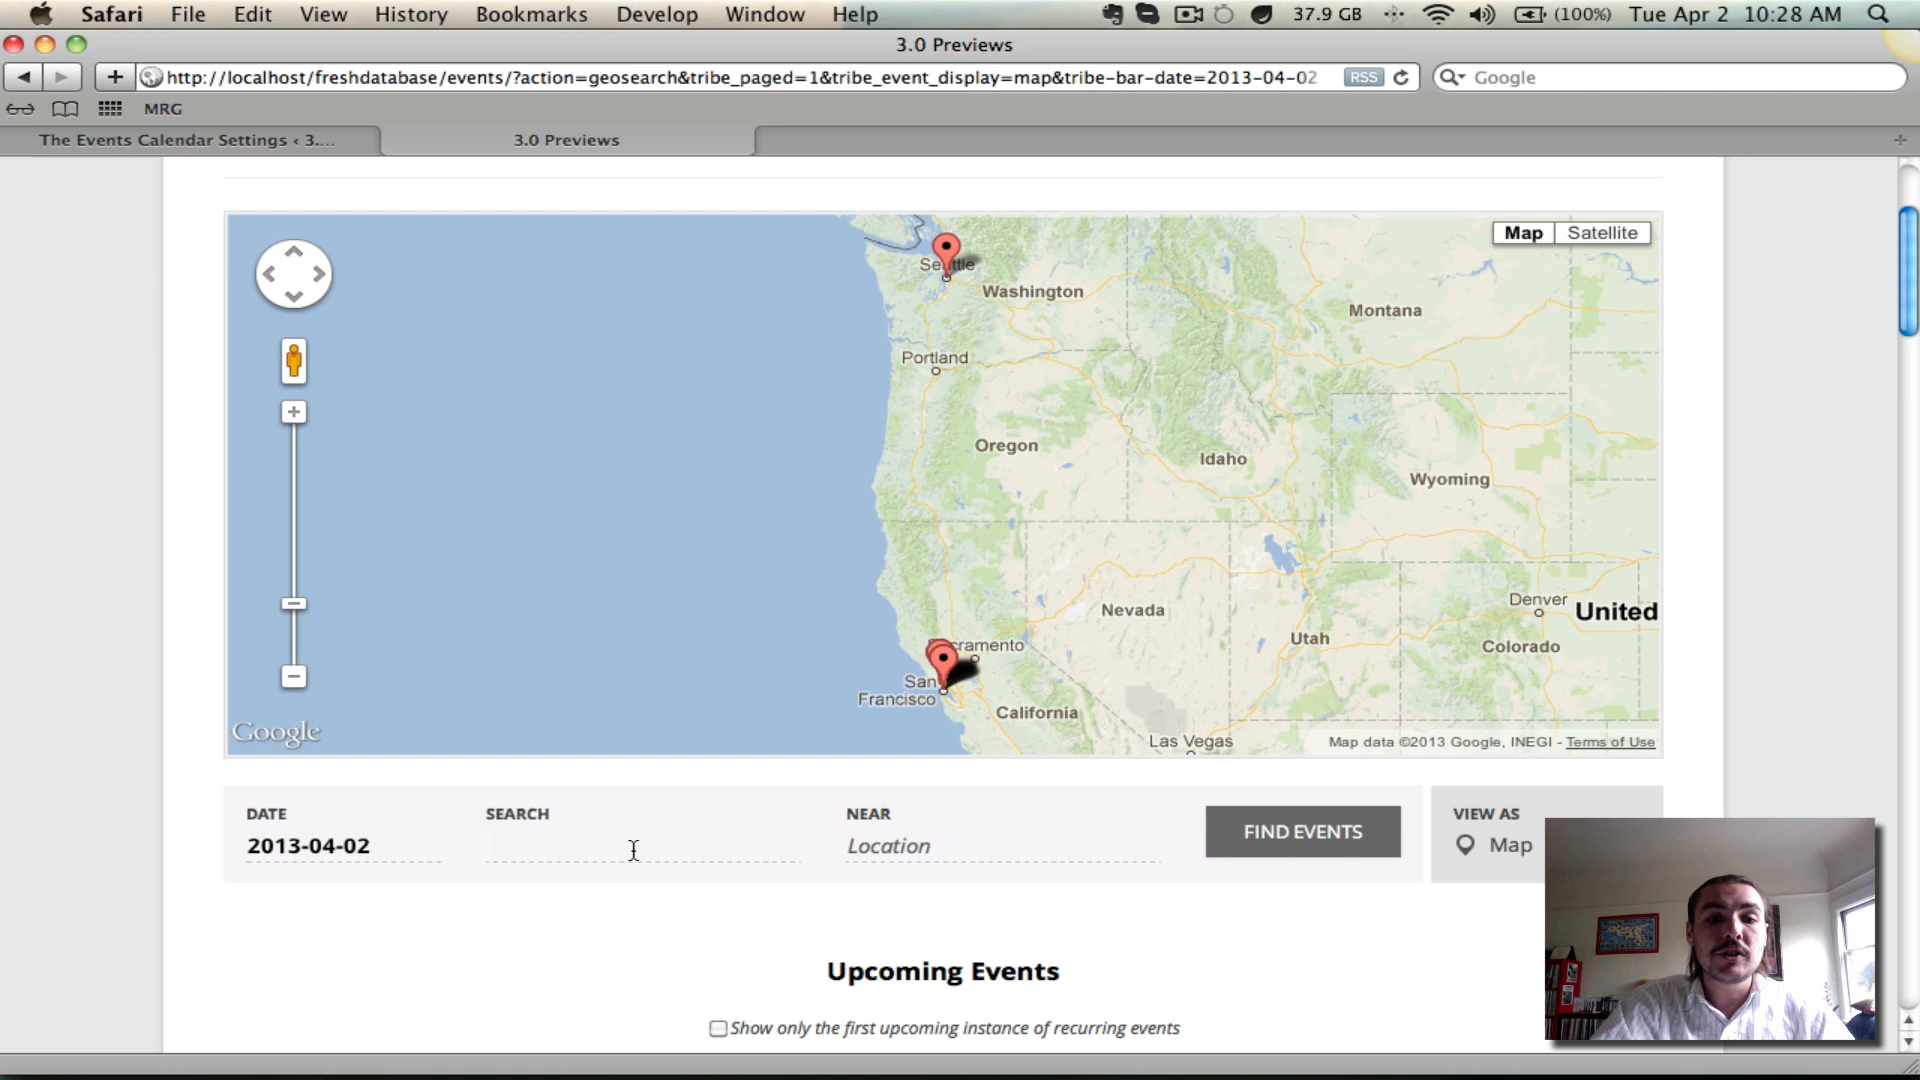 Safari File Edit View History Bookmarks Develop Window Help 37.9 GB (100%) Tue Apr 2 10:28 AM
3.0 Previews
http://localhost/freshdatabase/events/?action=geosearch&tribe_paged=1&tribe_event_display=map&tribe-bar-date=2013-04-02 RSS Google
MRG
The Events Calendar Settings ‹ 3.... 3.0 Previews
Map Satellite
Seattle
Washington
Montana
Portland
Oregon
Idaho
Wyoming
Denver
United
Nevada
Utah
Colorado
cramento
San
Francisco
California
Las Vegas
Google
Map data ©2013 Google, INEGI - Terms of Use
DATE SEARCH NEAR FIND EVENTS VIEW AS
2013-04-02 Location Map
Upcoming Events
Show only the first upcoming instance of recurring events